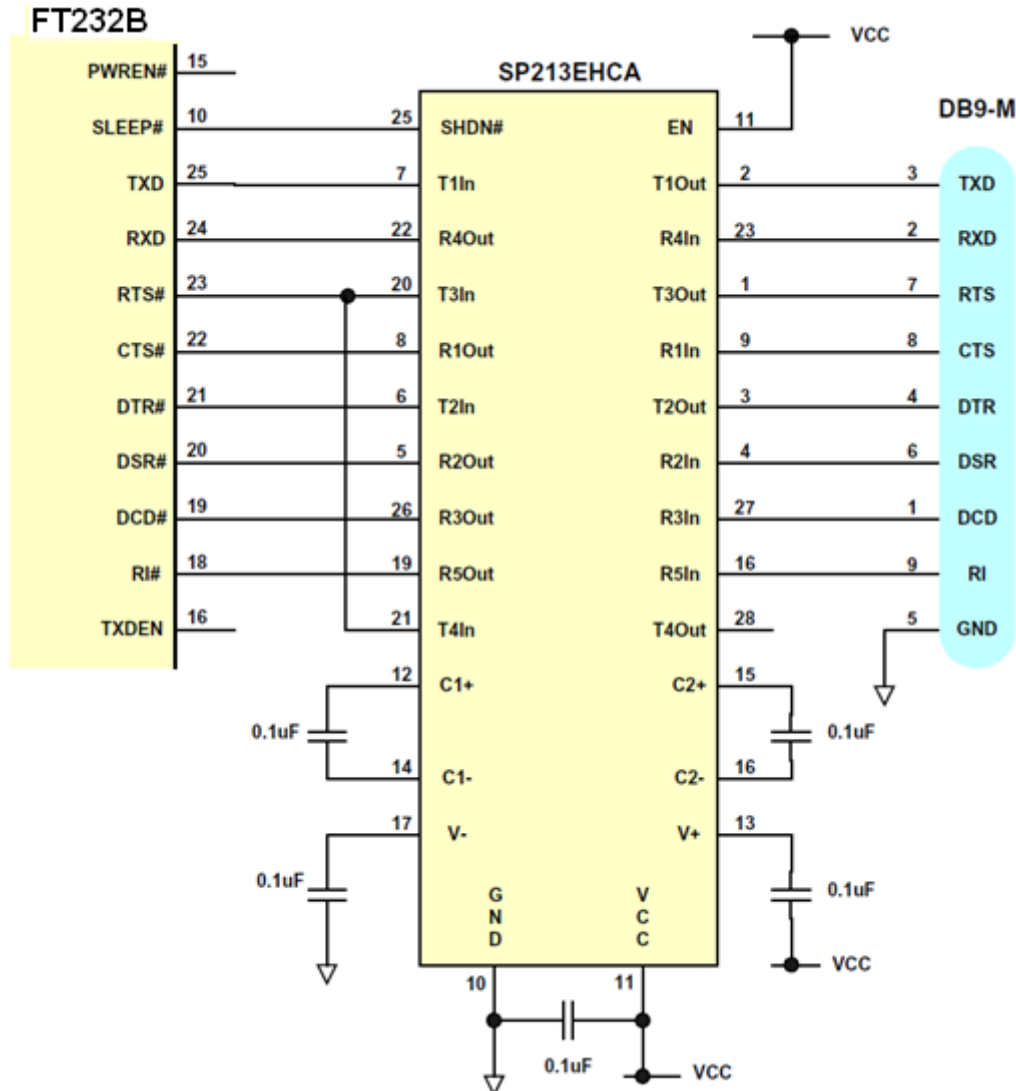 FT232B
VCC
SP213EHCA
DB9-M
PWREN# 15
SLEEP# 10 25 SHDN# EN 11
TXD 25 7 T1In T1Out 2 3 TXD
RXD 24 22 R4Out R4In 23 2 RXD
RTS# 23 20 T3In T3Out 1 7 RTS
CTS# 22 8 R1Out R1In 9 8 CTS
DTR# 21 6 T2In T2Out 3 4 DTR
DSR# 20 5 R2Out R2In 4 6 DSR
DCD# 19 26 R3Out R3In 27 1 DCD
RI# 18 19 R5Out R5In 16 9 RI
TXDEN 16 21 T4In T4Out 28 5 GND
12 C1+ C2+ 15
0.1uF 0.1uF
14 C1- C2- 16
17 V- V+ 13
0.1uF 0.1uF
GND VCC
VCC
10 11
0.1uF
VCC